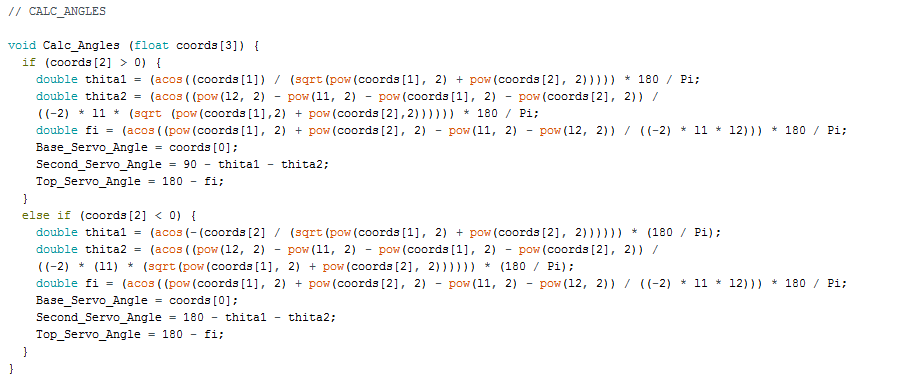 // CALC_ANGLES
void Calc_Angles (float coords[3]) {
if (coords[2] > 0) {
double thita1 = (acos((coords[1]) / (sqrt(pow(coords[1], 2) + pow(coords[2], 2))))) * 180 / Pi;
double thita2 = (acos((pow(l2, 2) - pow(l1, 2) - pow(coords[1], 2) - pow(coords[2], 2)) /
((-2) * l1 * (sqrt (pow(coords[1],2) + pow(coords[2],2)))))) * 180 / Pi;
double fi = (acos((pow(coords[1], 2) + pow(coords[2], 2) - pow(l1, 2) - pow(l2, 2)) / ((-2) * l1 * l2))) * 180 / Pi;
Base_Servo_Angle = coords[0];
Second_Servo_Angle = 90 - thita1 - thita2;
Top_Servo_Angle = 180 - fi;
}
else if (coords[2] < 0) {
double thita1 = (acos(-(coords[2] / (sqrt(pow(coords[1], 2) + pow(coords[2], 2)))))) * (180 / Pi);
double thita2 = (acos((pow(l2, 2) - pow(l1, 2) - pow(coords[1], 2) - pow(coords[2], 2)) /
((-2) * (l1) * (sqrt(pow(coords[1], 2) + pow(coords[2], 2)))))) * (180 / Pi);
double fi = (acos((pow(coords[1], 2) + pow(coords[2], 2) - pow(l1, 2) - pow(l2, 2)) / ((-2) * l1 * l2))) * 180 / Pi;
Base_Servo_Angle = coords[0];
Second_Servo_Angle = 180 - thita1 - thita2;
Top_Servo_Angle = 180 - fi;
}
}